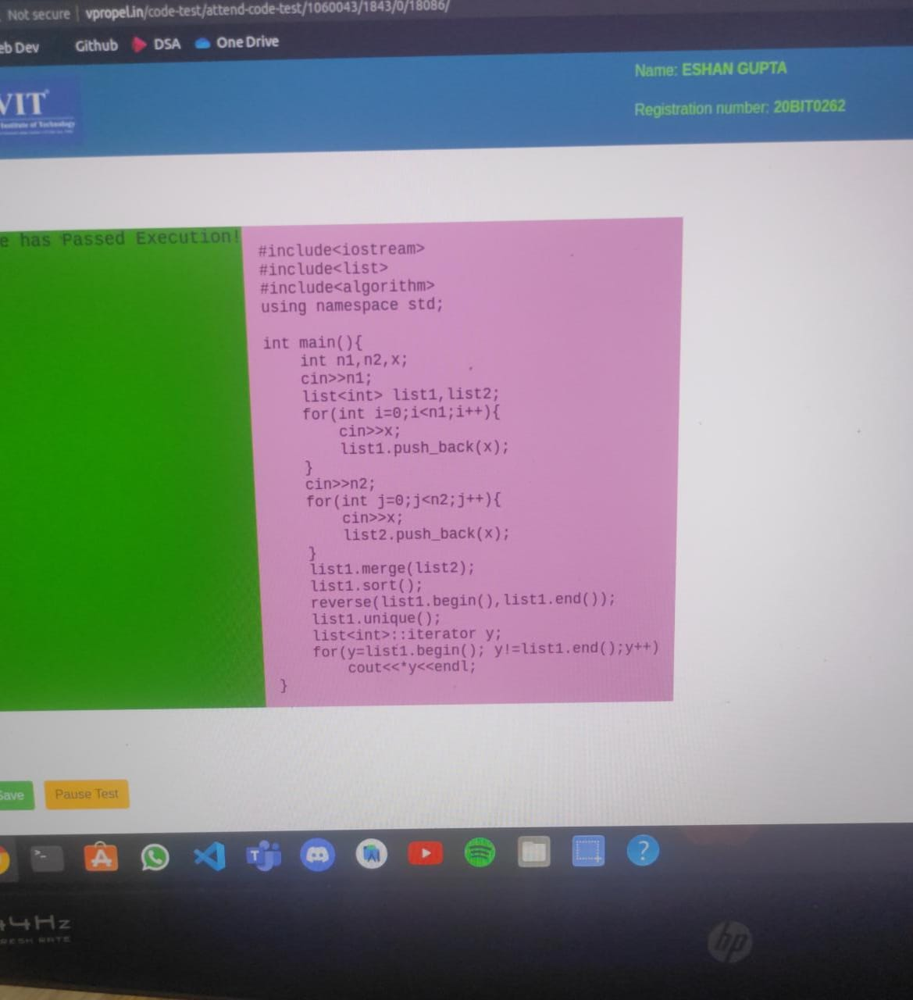 Not secure | vpropel.in/code-test/attend-code-test/1060043/1843/0/18086/
eb Dev Github DSA One Drive
VIT
Institute of Technology
Name: ESHAN GUPTA
Registration number: 20BIT0262
e has Passed Execution!
#include<iostream>
#include<list>
#include<algorithm>
using namespace std;
int main(){
int n1,n2,x;
cin>>n1;
list<int> list1,list2;
for(int i=0;i<n1;i++){
cin>>x;
list1.push_back(x);
}
cin>>n2;
for(int j=0;j<n2;j++){
cin>>x;
list2.push_back(x);
}
list1.merge(list2);
list1.sort();
reverse(list1.begin(),list1.end());
list1.unique();
list<int>::iterator y;
for(y=list1.begin(); y!=list1.end();y++)
cout<<*y<<endl;
}
Save Pause Test
>_ A T ?
44Hz
RESH RATE
hp